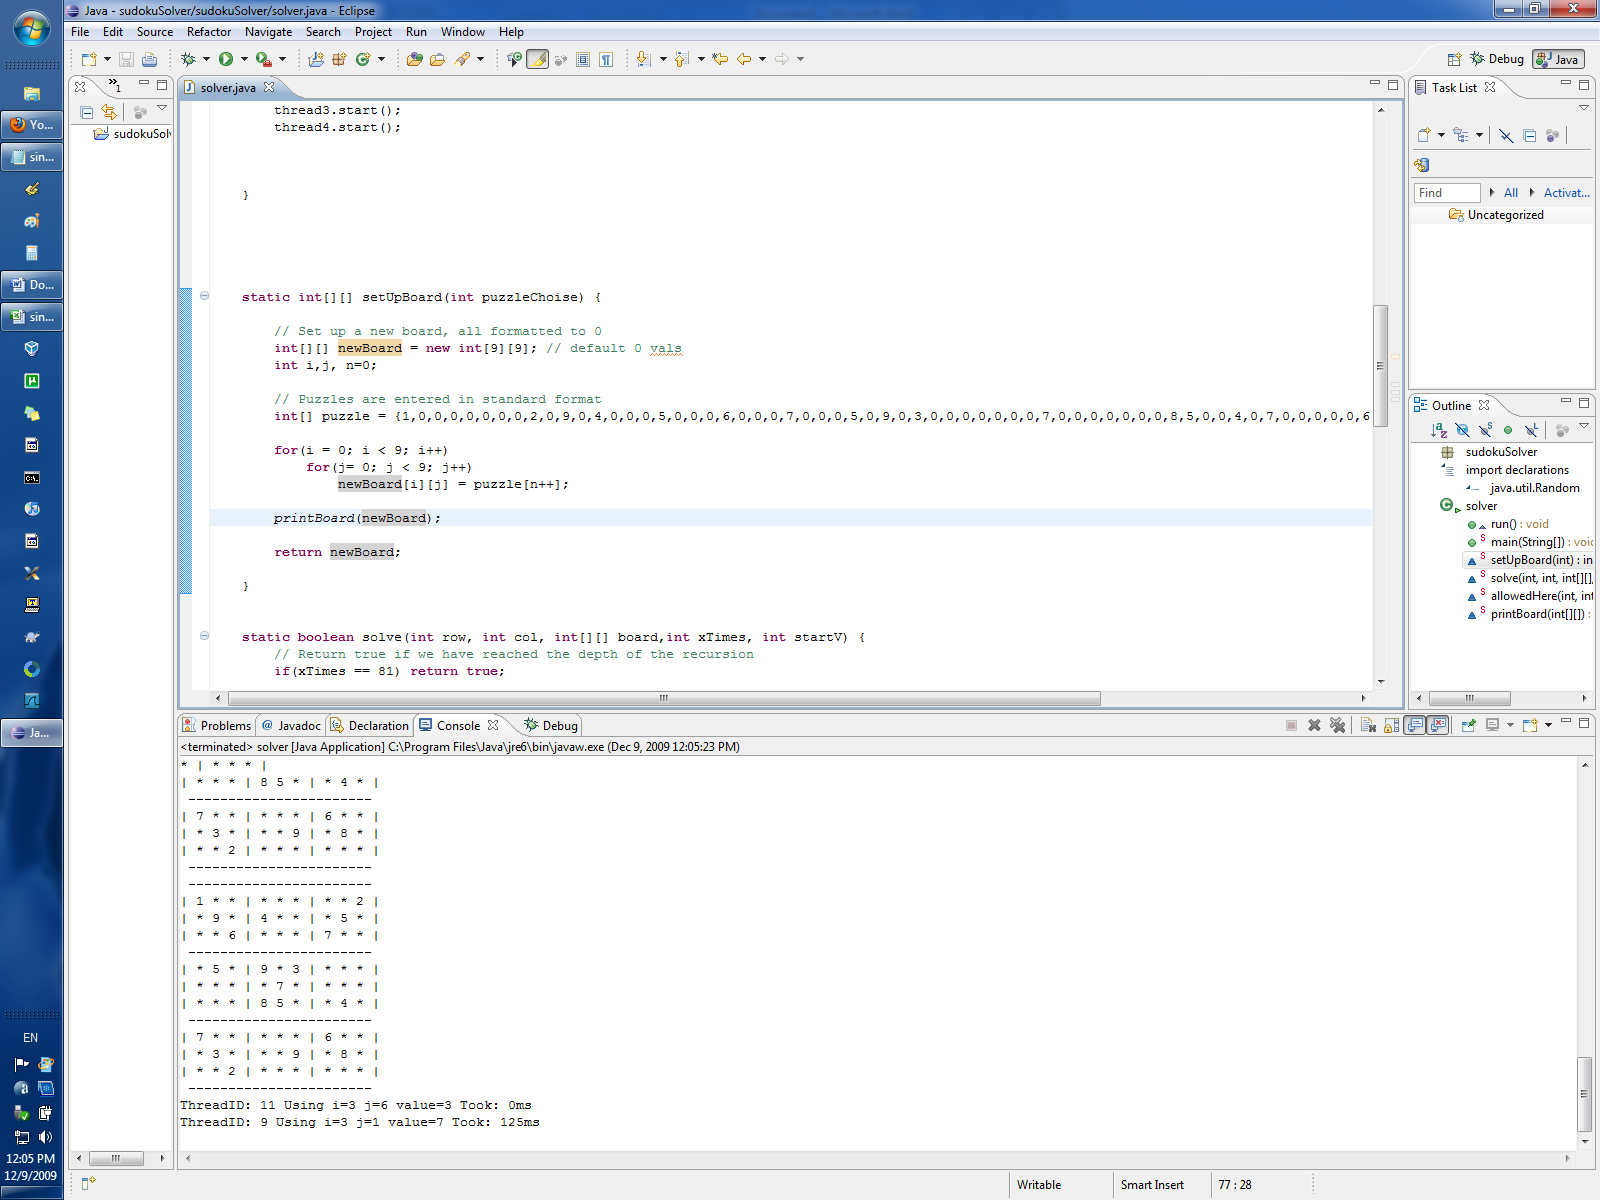 Java - sudokuSolver/sudokuSolver/solver.java - Eclipse
File Edit Source Refactor Navigate Search Project Run Window Help
Debug Java
1
solver.java
Task List
Yo...
sudokuSolv
sin...
thread3.start();
thread4.start();
}
Find All Activat...
Uncategorized
Do...
sin...
static int[][] setUpBoard(int puzzleChoise) {
// Set up a new board, all formatted to 0
int[][] newBoard = new int[9][9]; // default 0 vals
int i,j, n=0;
// Puzzles are entered in standard format
int[] puzzle = {1,0,0,0,0,0,0,0,2,0,9,0,4,0,0,0,5,0,0,0,6,0,0,0,7,0,0,0,5,0,9,0,3,0,0,0,0,0,0,0,7,0,0,0,0,0,0,8,5,0,0,4,0,7,0,0,0,0,0,6
for(i = 0; i < 9; i++)
for(j= 0; j < 9; j++)
newBoard[i][j] = puzzle[n++];
printBoard(newBoard);
return newBoard;
}
static boolean solve(int row, int col, int[][] board,int xTimes, int startV) {
// Return true if we have reached the depth of the recursion
if(xTimes == 81) return true;
Outline
sudokuSolver
import declarations
java.util.Random
solver
run() : void
main(String[]) : void
setUpBoard(int) : in
solve(int, int, int[][],
allowedHere(int, int
printBoard(int[][]) :
Ja...
Problems Javadoc Declaration Console Debug
<terminated> solver [Java Application] C:\Program Files\Java\jre6\bin\javaw.exe (Dec 9, 2009 12:05:23 PM)
* | * * * |
| * * * | 8 5 * | * 4 * |
-----------------------
| 7 * * | * * * | 6 * * |
| * 3 * | * * 9 | * 8 * |
| * * 2 | * * * | * * * |
-----------------------
-----------------------
| 1 * * | * * * | * * 2 |
| * 9 * | 4 * * | * 5 * |
| * * 6 | * * * | 7 * * |
-----------------------
| * 5 * | 9 * 3 | * * * |
| * * * | * 7 * | * * * |
| * * * | 8 5 * | * 4 * |
-----------------------
| 7 * * | * * * | 6 * * |
| * 3 * | * * 9 | * 8 * |
| * * 2 | * * * | * * * |
-----------------------
ThreadID: 11 Using i=3 j=6 value=3 Took: 0ms
ThreadID: 9 Using i=3 j=1 value=7 Took: 125ms
EN
12:05 PM
12/9/2009
Writable Smart Insert 77 : 28